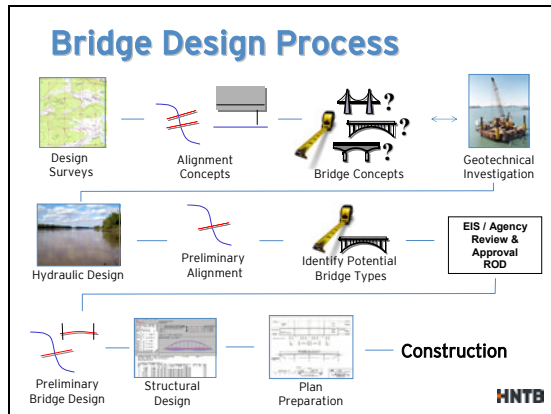 Bridge Design Process
?
?
?
Design
Surveys
Alignment
Concepts
Bridge Concepts
Geotechnical
Investigation
EIS / Agency
Review &
Approval
ROD
Hydraulic Design
Preliminary
Alignment
Identify Potential
Bridge Types
Preliminary
Bridge Design
Structural
Design
Plan
Preparation
Construction
HNTB